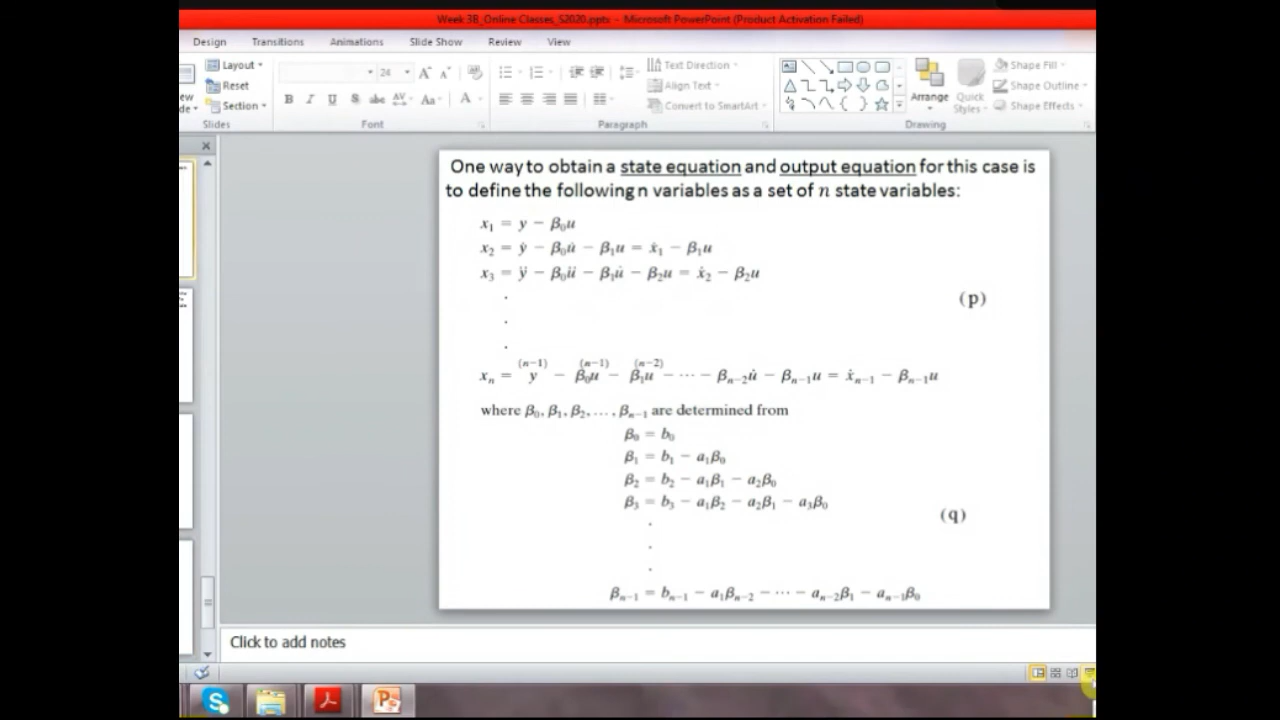 Week 3B_Online Classes_S2020.pptx - Microsoft PowerPoint (Product Activation Failed)
Design Transitions Animations Slide Show Review View
Layout
Reset
Section
24
Text Direction
Align Text
Convert to SmartArt
Arrange
Quick Styles
Shape Fill
Shape Outline
Shape Effects
Slides Font Paragraph Drawing
One way to obtain a state equation and output equation for this case is
to define the following n variables as a set of n state variables:
x₁ = y − β₀u
x₂ = ẏ − β₀u̇ − β₁u = ẋ₁ − β₁u
x₃ = ÿ − β₀ü − β₁u̇ − β₂u = ẋ₂ − β₂u
(p)
.
.
.
(n−1) (n−1) (n−2)
xₙ = y − β₀u − β₁u − ⋯ − βₙ₋₂u̇ − βₙ₋₁u = ẋₙ₋₁ − βₙ₋₁u
where β₀, β₁, β₂, …, βₙ₋₁ are determined from
β₀ = b₀
β₁ = b₁ − a₁β₀
β₂ = b₂ − a₁β₁ − a₂β₀
β₃ = b₃ − a₁β₂ − a₂β₁ − a₃β₀
(q)
.
.
.
βₙ₋₁ = bₙ₋₁ − a₁βₙ₋₂ − ⋯ − aₙ₋₂β₁ − aₙ₋₁β₀
Click to add notes